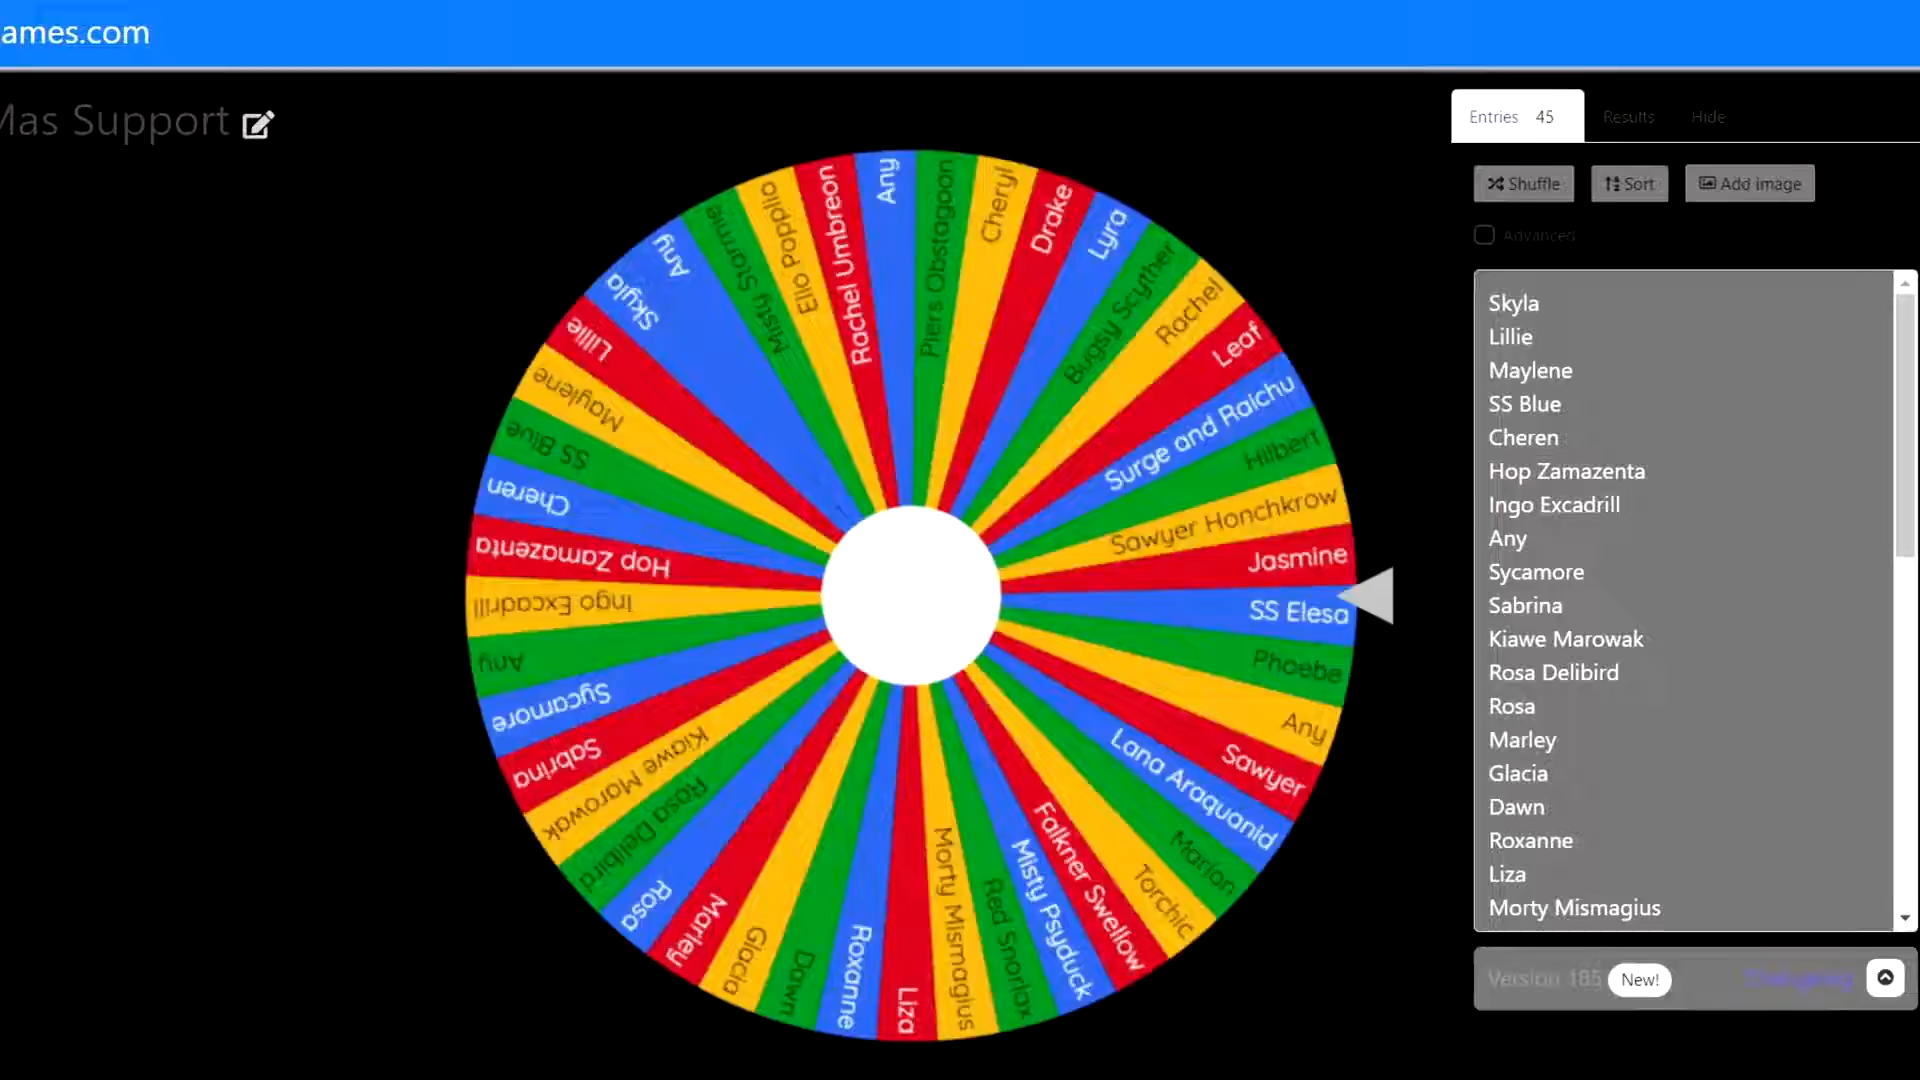 ames.com
Mas Support
Entries 45 Results Hide
Shuffle Sort Add image
Advanced
Skyla
Lillie
Maylene
SS Blue
Cheren
Hop Zamazenta
Ingo Excadrill
Any
Sycamore
Sabrina
Kiawe Marowak
Rosa Delibird
Rosa
Marley
Glacia
Dawn
Roxanne
Liza
Morty Mismagius
Version 185 New! Changelog
Any
Piers Obstagoon
Cheryl
Drake
Lyra
Bugsy Scyther
Rachel
Leaf
Surge and Raichu
Hilbert
Sawyer Honchkrow
Jasmine
SS Elesa
Phoebe
Any
Sawyer
Lana Araquanid
Marlon
Torchic
Falkner Swellow
Misty Psyduck
Red Snorlax
Morty Mismagius
Liza
Roxanne
Dawn
Glacia
Marley
Rosa
Rosa Delibird
Kiawe Marowak
Sabrina
Sycamore
Any
Ingo Excadrill
Hop Zamazenta
Cheren
SS Blue
Maylene
Lillie
Skyla
Any
Misty Starmie
Elio Popplio
Rachel Umbreon